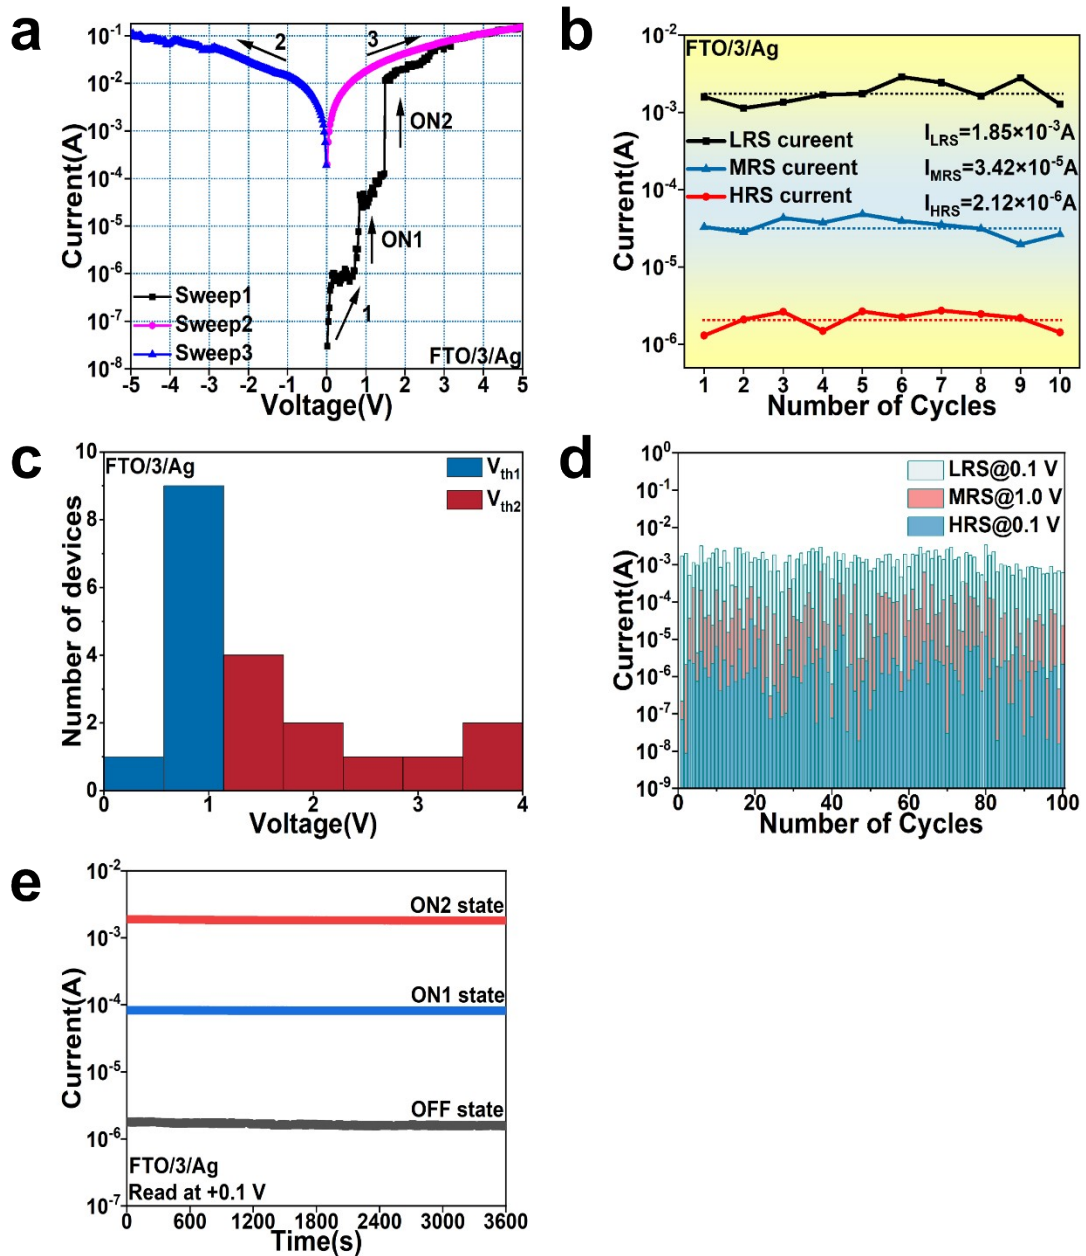 a
10⁻¹
10⁻²
10⁻³
10⁻⁴
10⁻⁵
10⁻⁶
10⁻⁷
10⁻⁸
Current(A)
2
3
ON2
ON1
1
Sweep1
Sweep2
Sweep3
FTO/3/Ag
-5 -4 -3 -2 -1 0 1 2 3 4 5
Voltage(V)
b
10⁻²
10⁻³
10⁻⁴
10⁻⁵
10⁻⁶
Current(A)
FTO/3/Ag
LRS cureent
MRS cureent
HRS current
I_LRS=1.85×10⁻³A
I_MRS=3.42×10⁻⁵A
I_HRS=2.12×10⁻⁶A
1 2 3 4 5 6 7 8 9 10
Number of Cycles
c
10
8
6
4
2
0
Number of devices
FTO/3/Ag
V_th1
V_th2
0 1 2 3 4
Voltage(V)
d
10⁰
10⁻¹
10⁻²
10⁻³
10⁻⁴
10⁻⁵
10⁻⁶
10⁻⁷
10⁻⁸
10⁻⁹
Current(A)
LRS@0.1 V
MRS@1.0 V
HRS@0.1 V
0 20 40 60 80 100
Number of Cycles
e
10⁻²
10⁻³
10⁻⁴
10⁻⁵
10⁻⁶
10⁻⁷
Current(A)
ON2 state
ON1 state
OFF state
FTO/3/Ag
Read at +0.1 V
0 600 1200 1800 2400 3000 3600
Time(s)